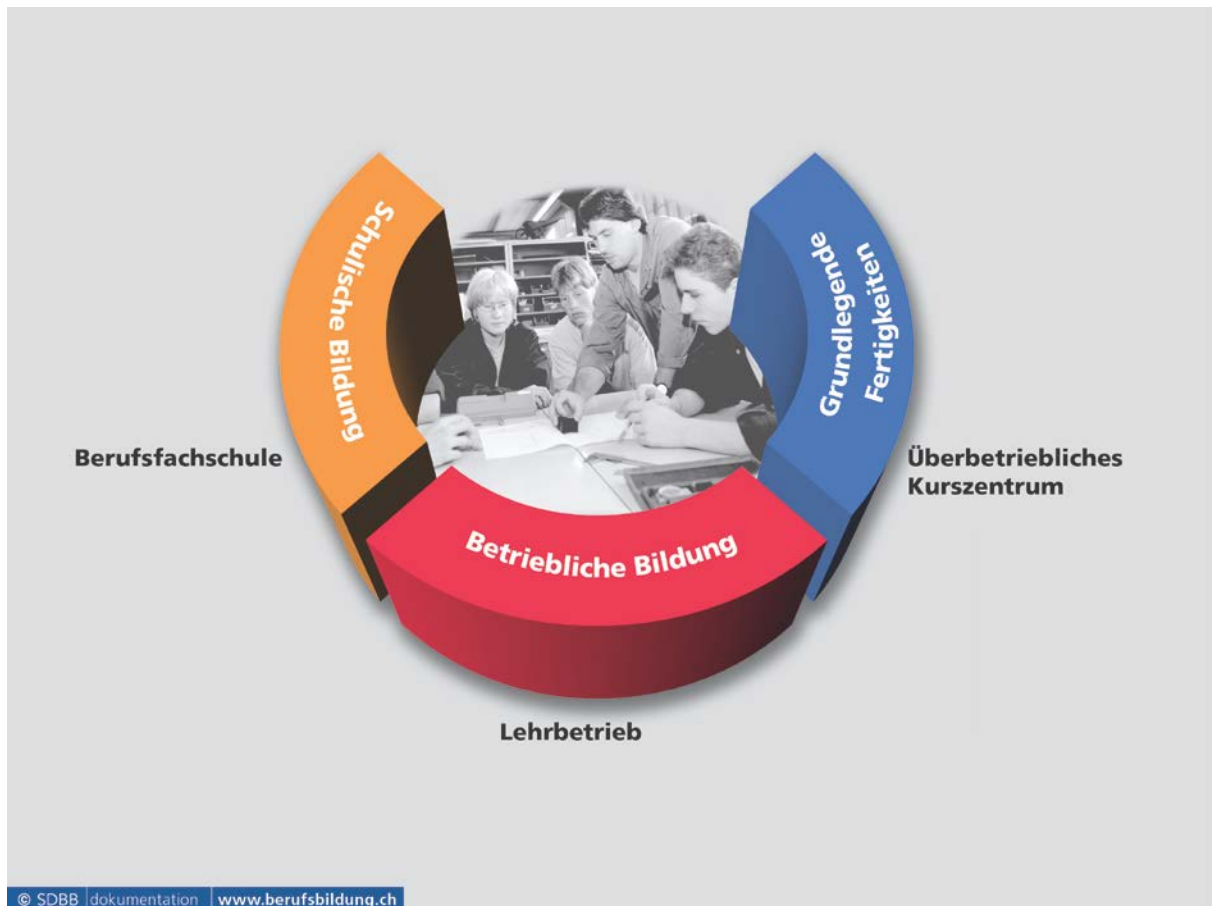 Schulische Bildung
Grundlegende
Fertigkeiten
Berufsfachschule
Überbetriebliches
Kurszentrum
Betriebliche Bildung
Lehrbetrieb
© SDBB dokumentation www.berufsbildung.ch